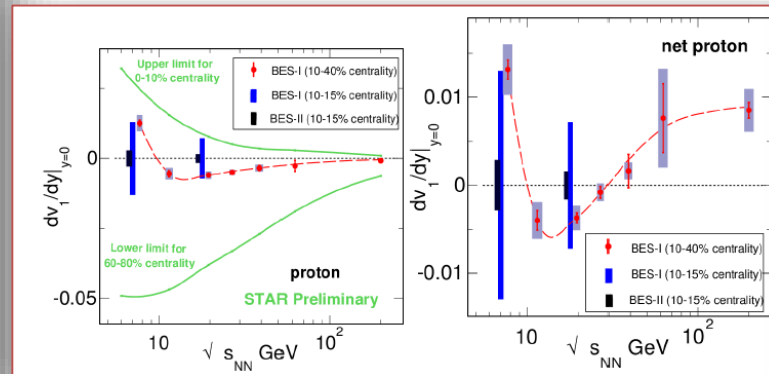 Upper limit for
0-10% centrality
BES-I (10-40% centrality)
BES-I (10-15% centrality)
BES-II (10-15% centrality)
0
-0.05
dv1/dy|y=0
Lower limit for
60-80% centrality
proton
STAR Preliminary
10
10²
√ sNN GeV
net proton
0.01
0
-0.01
dv1/dy|y=0
BES-I (10-40% centrality)
BES-I (10-15% centrality)
BES-II (10-15% centrality)
10
10²
√ sNN GeV